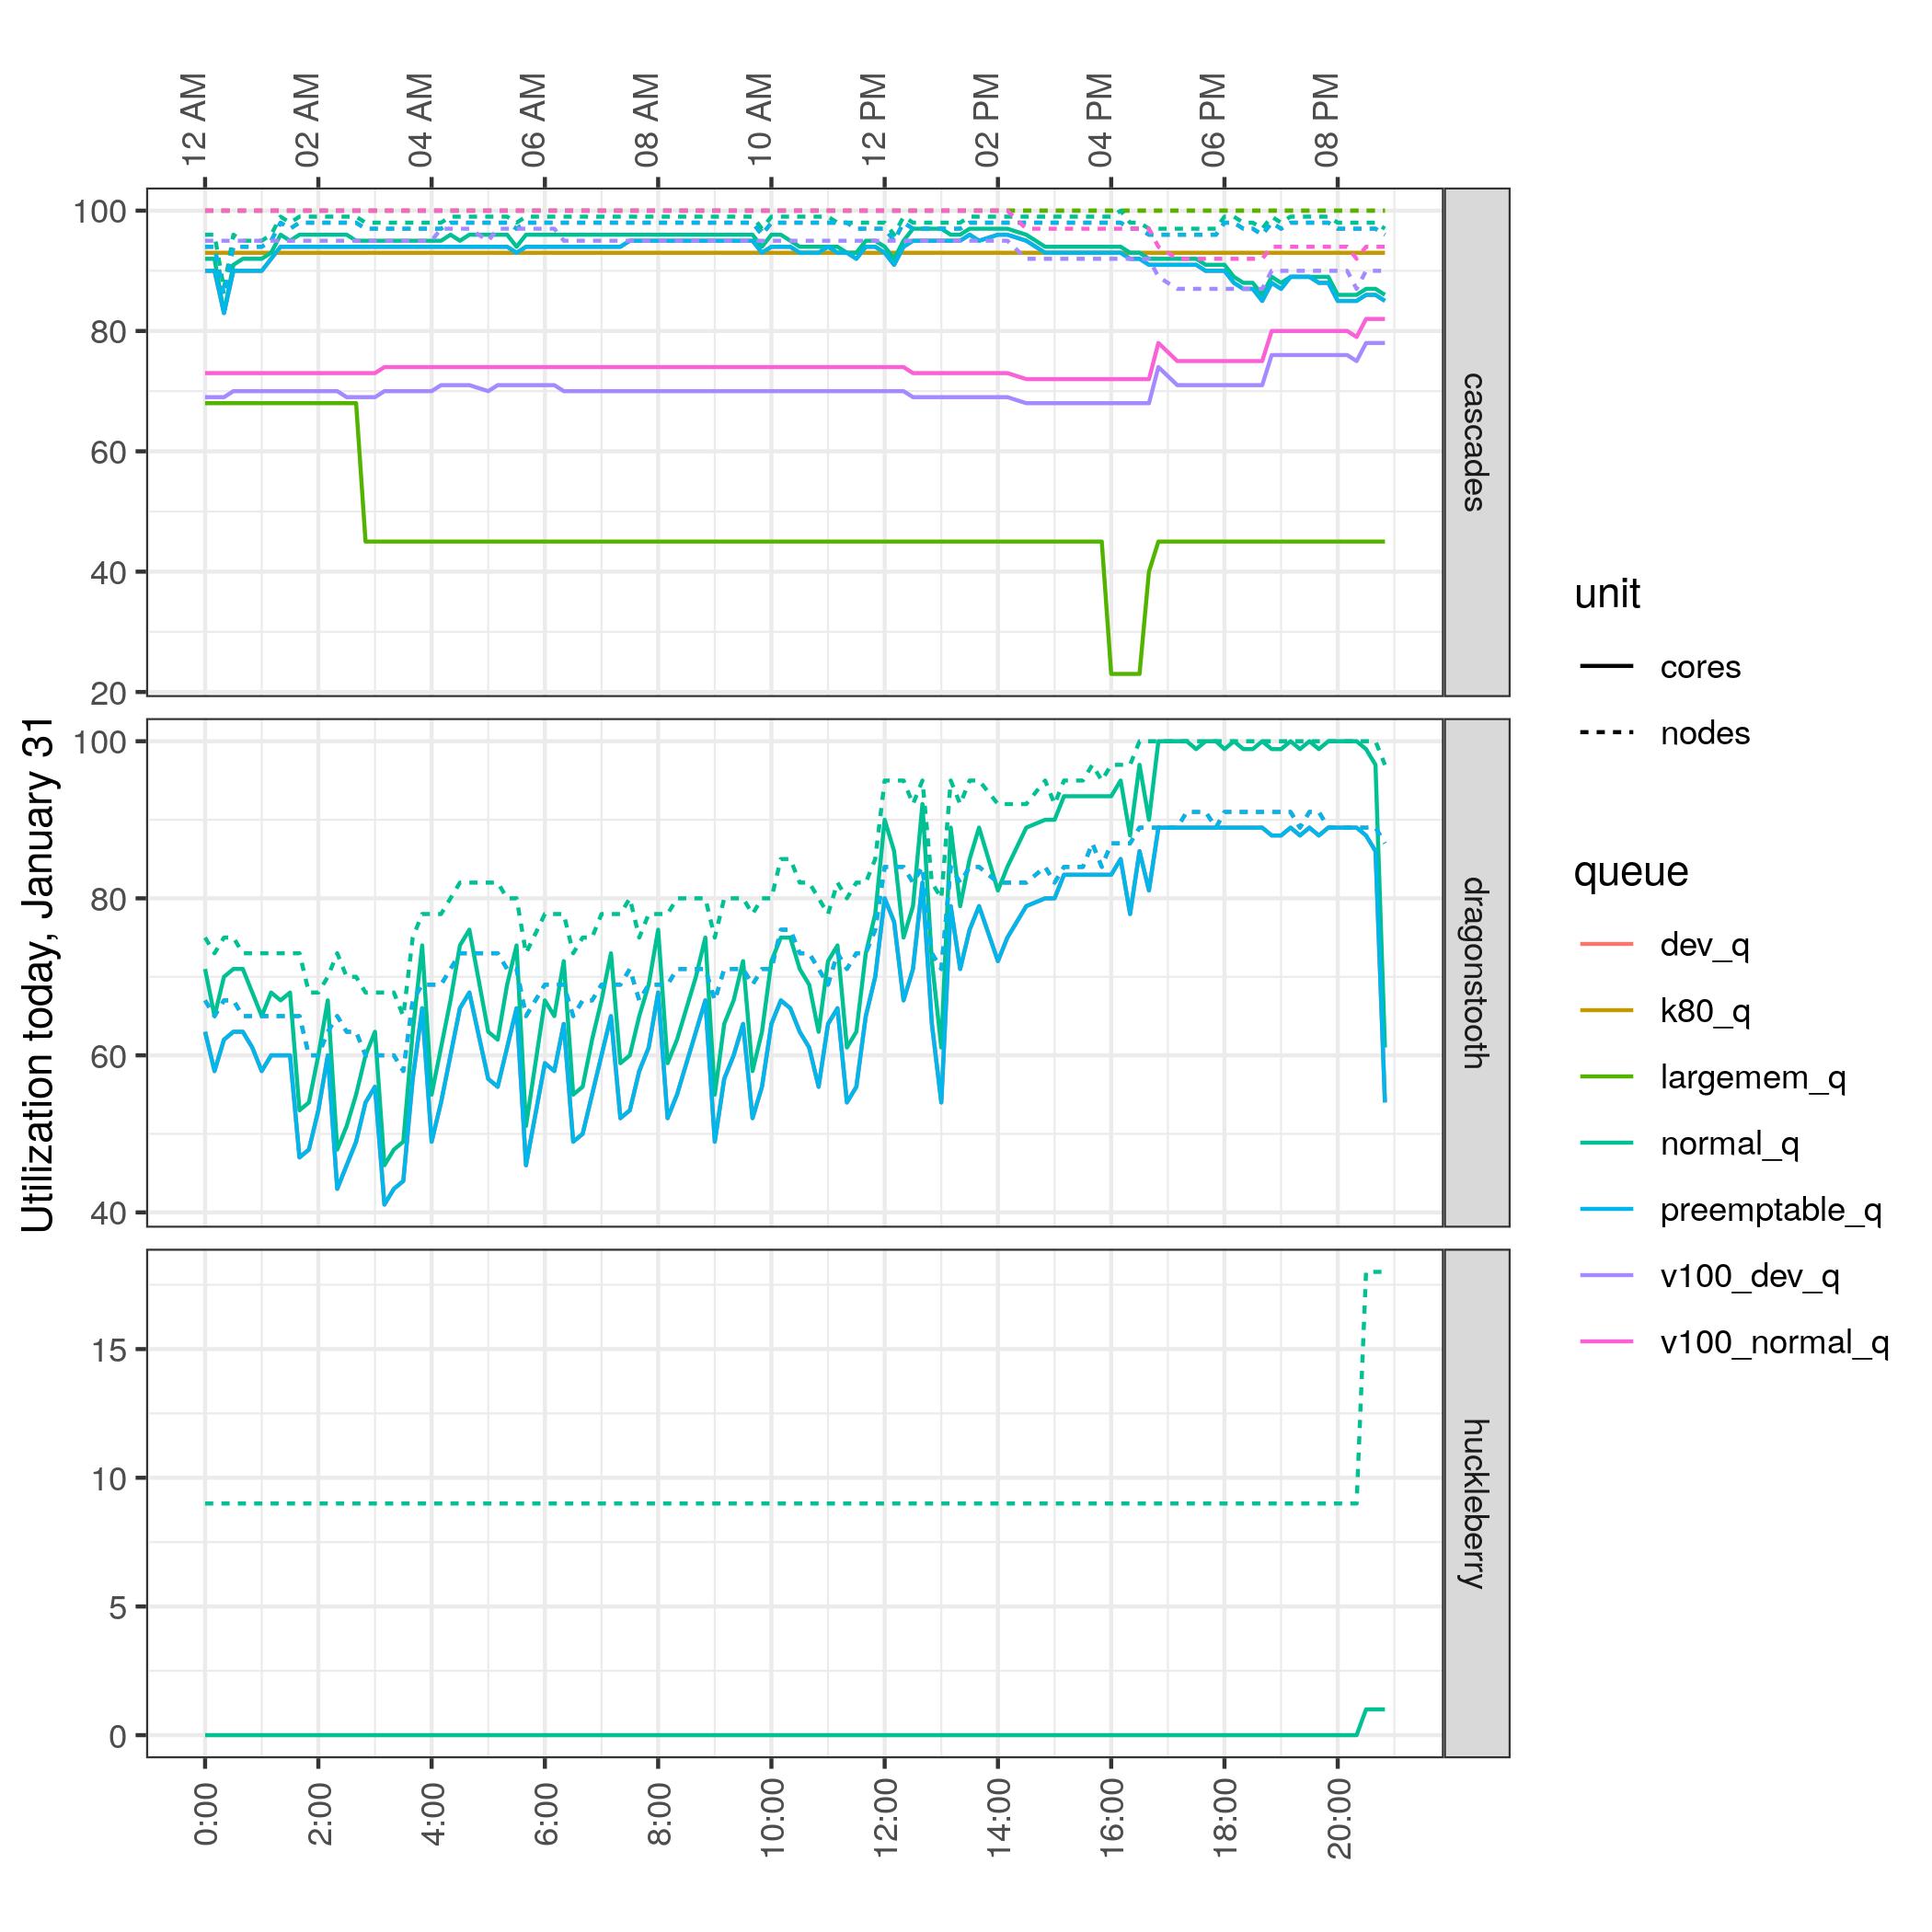 12 AM
02 AM
04 AM
06 AM
08 AM
10 AM
12 PM
02 PM
04 PM
06 PM
08 PM
Utilization today, January 31
100
80
60
40
20
cascades
100
80
60
40
dragonstooth
15
10
5
0
huckleberry
0:00
2:00
4:00
6:00
8:00
10:00
12:00
14:00
16:00
18:00
20:00
unit
cores
nodes
queue
dev_q
k80_q
largemem_q
normal_q
preemptable_q
v100_dev_q
v100_normal_q